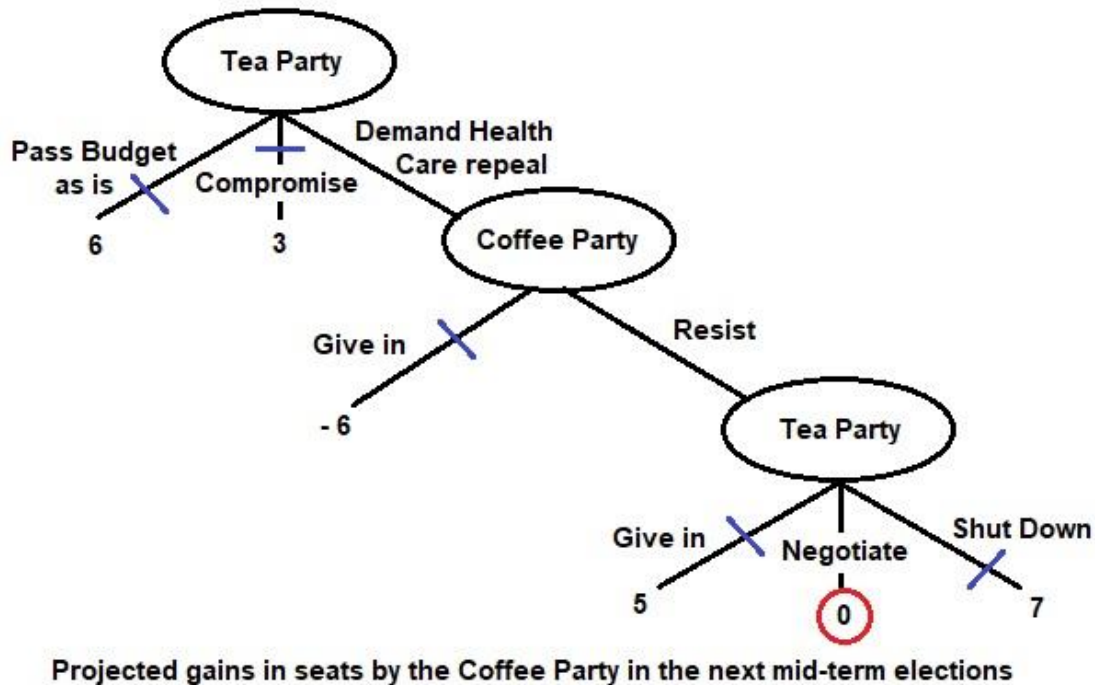 Tea Party
Pass Budget
as is
Compromise
Demand Health
Care repeal
6
3
Coffee Party
Give in
Resist
- 6
Tea Party
Give in
Negotiate
Shut Down
5
0
7
Projected gains in seats by the Coffee Party in the next mid-term elections